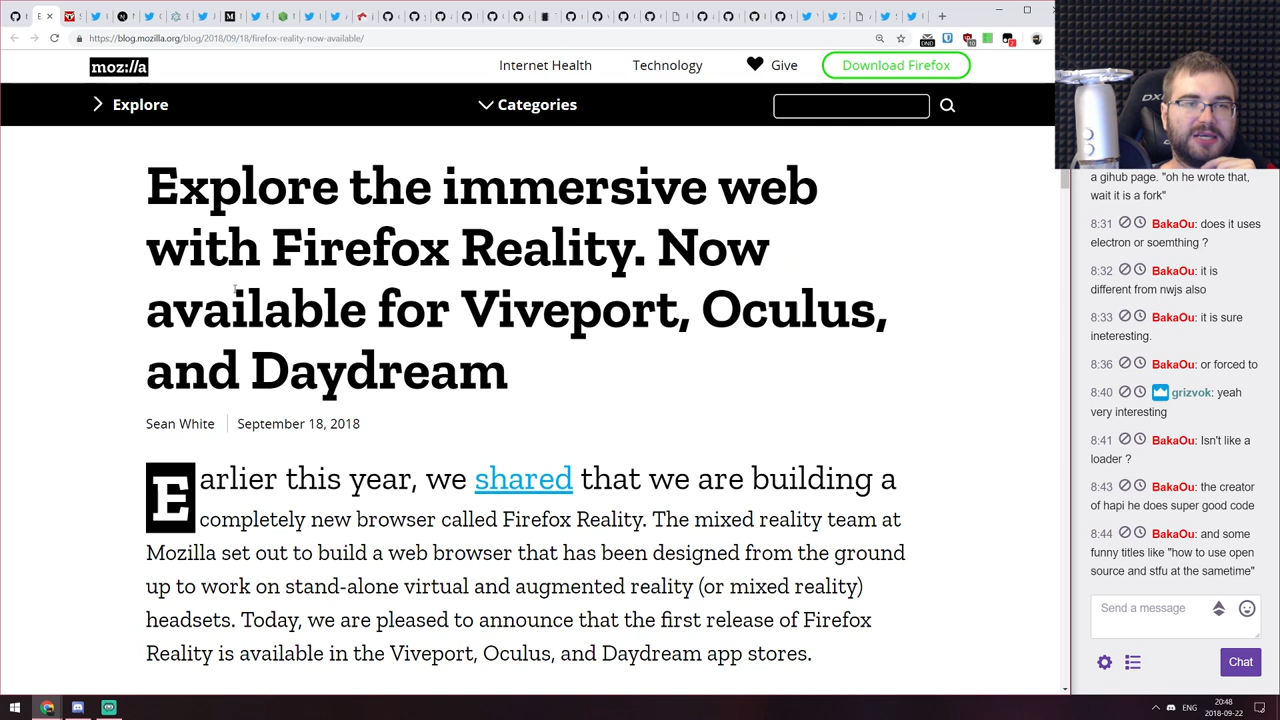 https://blog.mozilla.org/blog/2018/09/18/firefox-reality-now-available/
DND
10
2
moz://a
Internet Health
Technology
Give
Download Firefox
Explore
Categories
Explore the immersive web
with Firefox Reality. Now
available for Viveport, Oculus,
and Daydream
Sean White
September 18, 2018
Earlier this year, we shared that we are building a
completely new browser called Firefox Reality. The mixed reality team at
Mozilla set out to build a web browser that has been designed from the ground
up to work on stand-alone virtual and augmented reality (or mixed reality)
headsets. Today, we are pleased to announce that the first release of Firefox
Reality is available in the Viveport, Oculus, and Daydream app stores.
DX
a gihub page. "oh he wrote that,
wait it is a fork"
8:31 BakaOu: does it uses
electron or soemthing ?
8:32 BakaOu: it is
different from nwjs also
8:33 BakaOu: it is sure
ineteresting.
8:36 BakaOu: or forced to
8:40 grizvok: yeah
very interesting
8:41 BakaOu: Isn't like a
loader ?
8:43 BakaOu: the creator
of hapi he does super good code
8:44 BakaOu: and some
funny titles like "how to use open
source and stfu at the sametime"
Send a message
Chat
ENG
20:48
2018-09-22